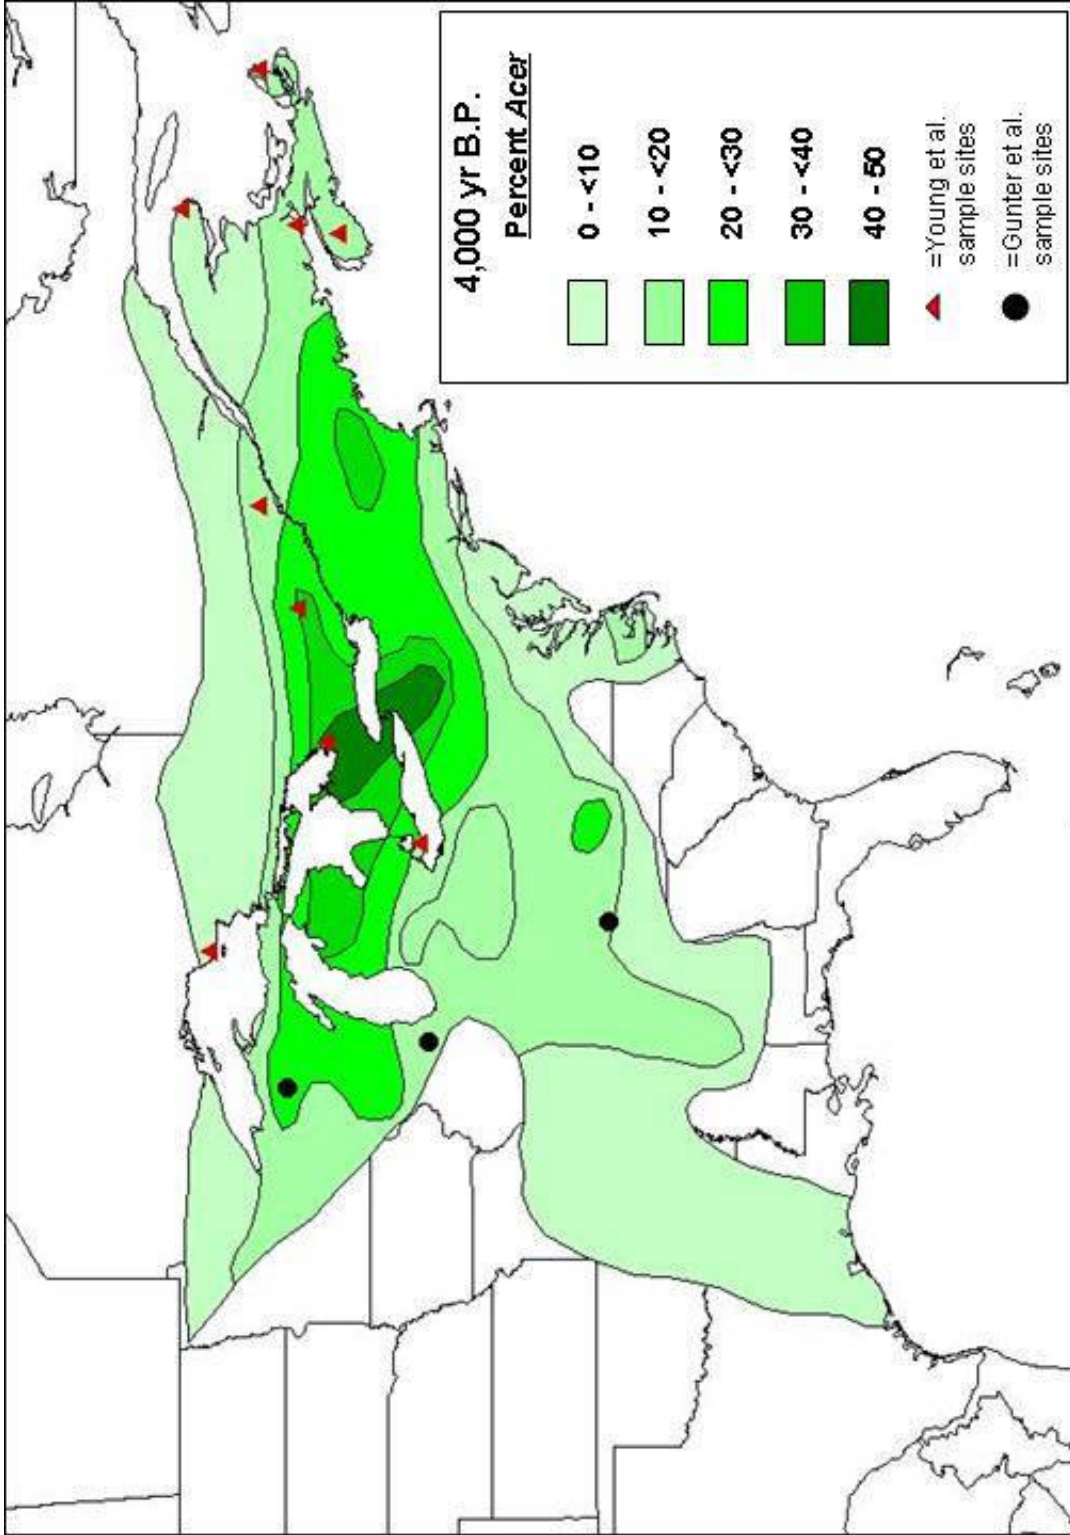 4,000 yr B.P.
Percent Acer
0 - <10
10 - <20
20 - <30
30 - <40
40 - 50
=Young et al.
sample sites
=Gunter et al.
sample sites